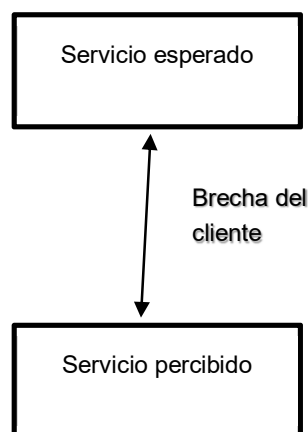 Servicio esperado
Brecha del
cliente
Servicio percibido